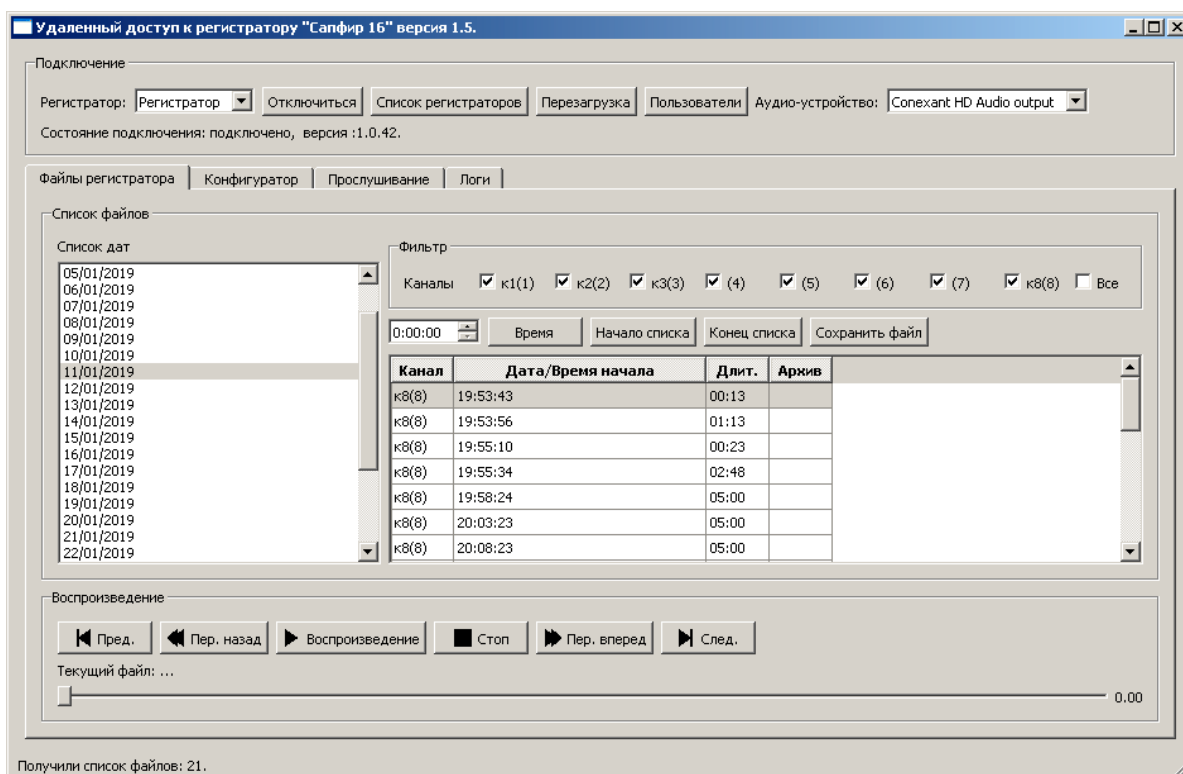 Удаленный доступ к регистратору "Сапфир 16" версия 1.5.
Подключение
Регистратор: Регистратор Отключиться Список регистраторов Перезагрузка Пользователи Аудио-устройство: Conexant HD Audio output
Состояние подключения: подключено, версия :1.0.42.
Файлы регистратора Конфигуратор Прослушивание Логи
Список файлов
Список дат
05/01/2019
06/01/2019
07/01/2019
08/01/2019
09/01/2019
10/01/2019
11/01/2019
12/01/2019
13/01/2019
14/01/2019
15/01/2019
16/01/2019
17/01/2019
18/01/2019
19/01/2019
20/01/2019
21/01/2019
22/01/2019
Фильтр
Каналы к1(1) к2(2) к3(3) (4) (5) (6) (7) к8(8) Все
0:00:00 Время Начало списка Конец списка Сохранить файл
Канал Дата/Время начала Длит. Архив
к8(8) 19:53:43 00:13
к8(8) 19:53:56 01:13
к8(8) 19:55:10 00:23
к8(8) 19:55:34 02:48
к8(8) 19:58:24 05:00
к8(8) 20:03:23 05:00
к8(8) 20:08:23 05:00
Воспроизведение
Пред. Пер. назад Воспроизведение Стоп Пер. вперед След.
Текущий файл: ...
0.00
Получили список файлов: 21.